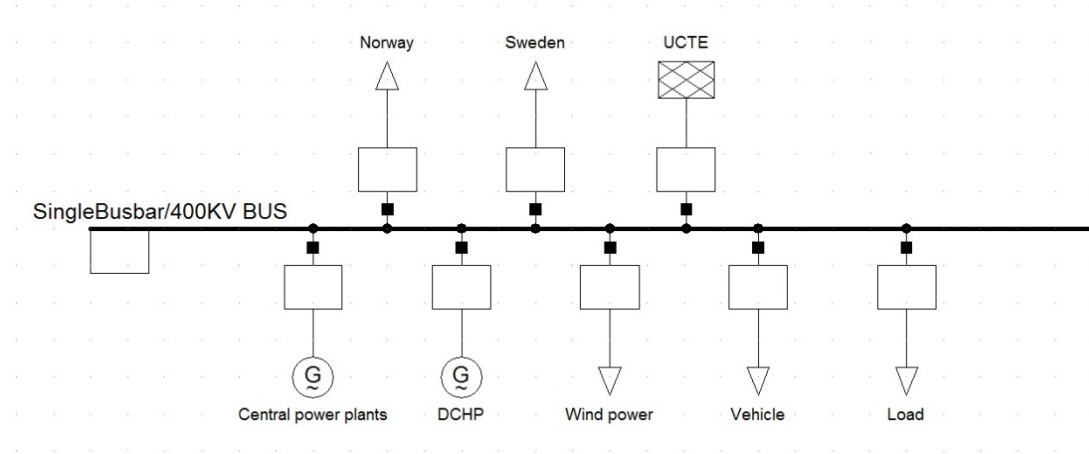 Norway
Sweden
UCTE
SingleBusbar/400KV BUS
G
~
G
~
Central power plants
DCHP
Wind power
Vehicle
Load